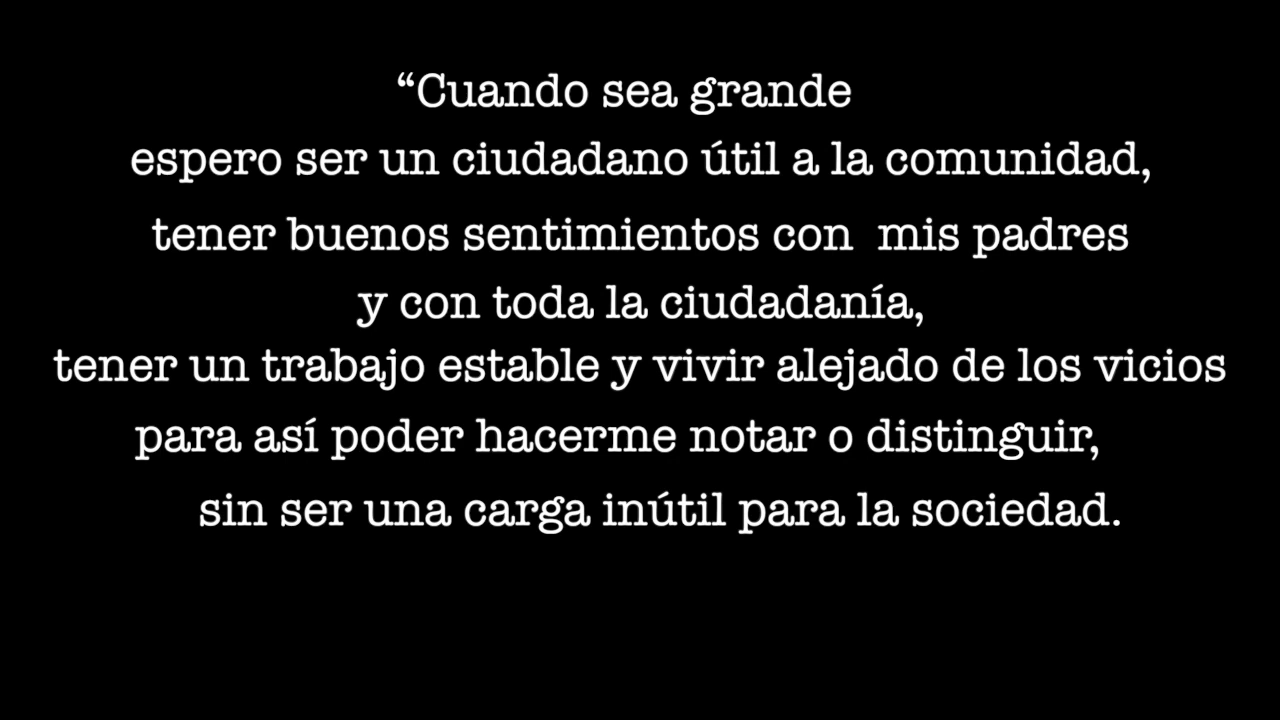 “Cuando sea grande
espero ser un ciudadano útil a la comunidad,
tener buenos sentimientos con  mis padres
y con toda la ciudadanía,
tener un trabajo estable y vivir alejado de los vicios
para así poder hacerme notar o distinguir,
sin ser una carga inútil para la sociedad.